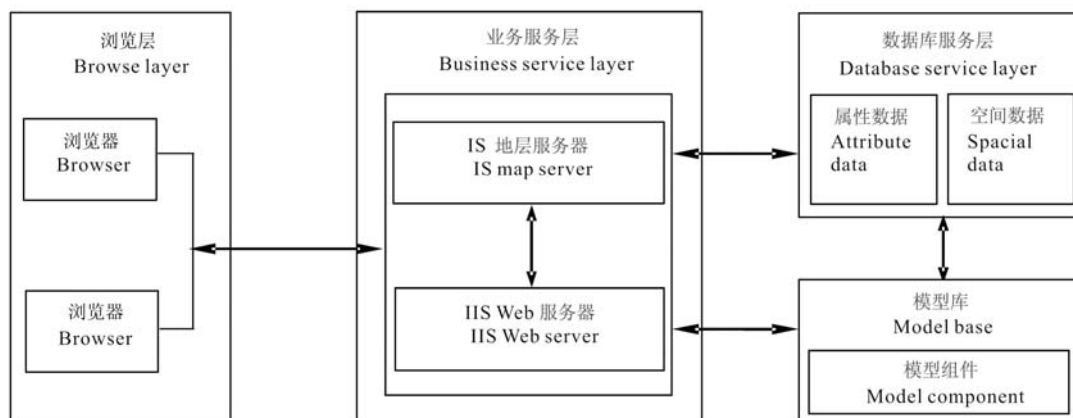 浏览层
Browse layer
浏览器
Browser
浏览器
Browser
业务服务层
Business service layer
IS 地层服务器
IS map server
IIS Web 服务器
IIS Web server
数据库服务层
Database service layer
属性数据
Attribute
data
空间数据
Spacial
data
模型库
Model base
模型组件
Model component